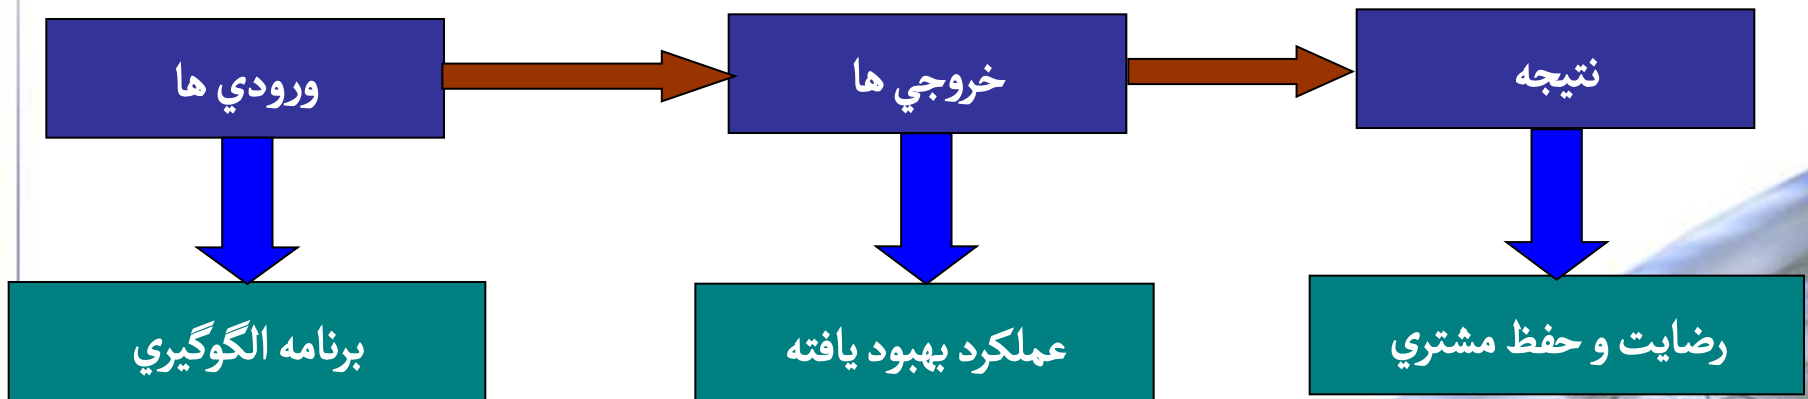 ورودي ها
خروجي ها
نتيجه
برنامه الگوگيري
عملكرد بهبود يافته
رضايت و حفظ مشتري